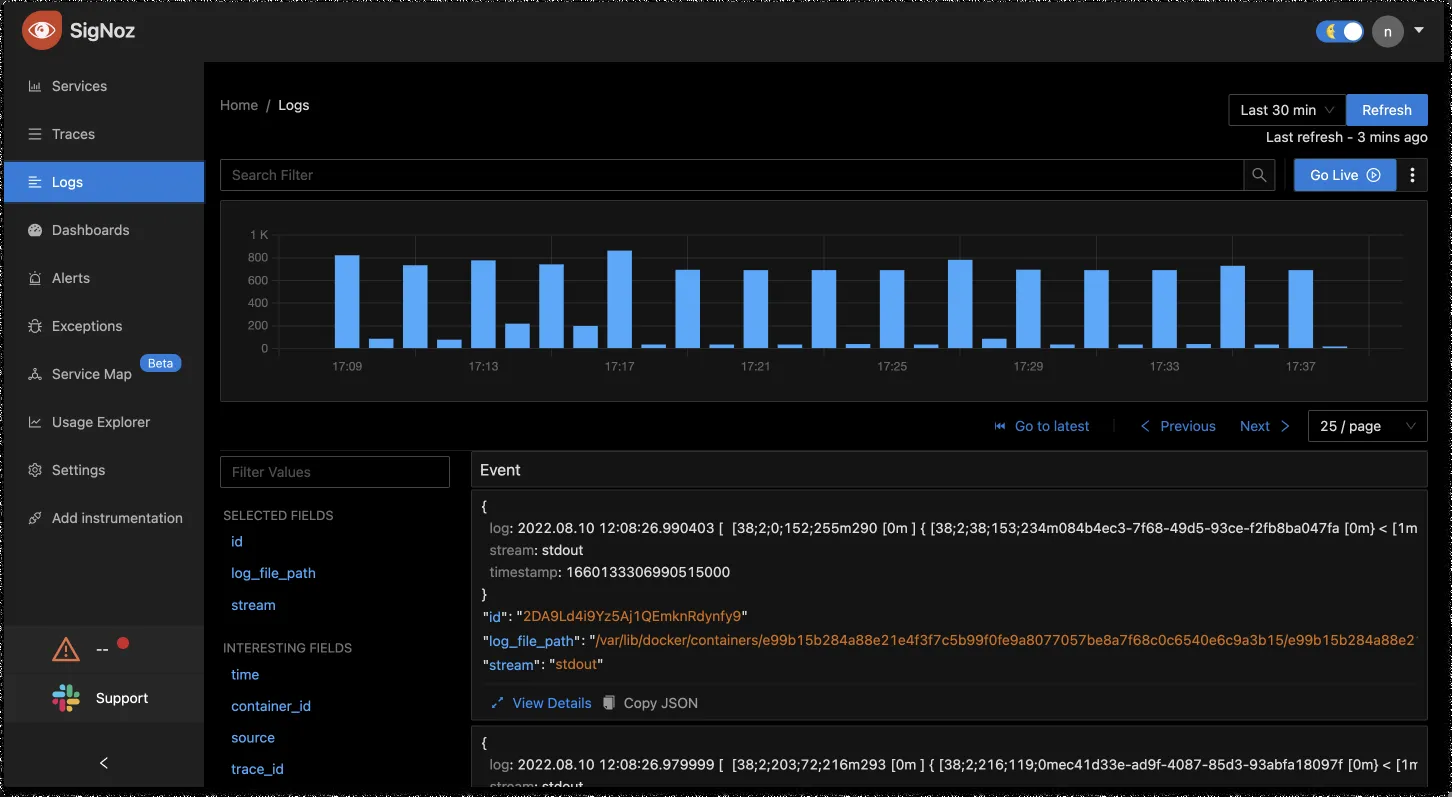 SigNoz
n
Services
Traces
Logs
Dashboards
Alerts
Exceptions
Service Map
Beta
Usage Explorer
Settings
Add instrumentation
--
Support
Home / Logs
Last 30 min
Refresh
Last refresh - 3 mins ago
Search Filter
Go Live
1 K
800
600
400
200
0
17:09 17:13 17:17 17:21 17:25 17:29 17:33 17:37
Go to latest
Previous
Next
25 / page
Filter Values
SELECTED FIELDS
id
log_file_path
stream
INTERESTING FIELDS
time
container_id
source
trace_id
Event
{
log: 2022.08.10 12:08:26.990403 [ [38;2;0;152;255m290 [0m ] { [38;2;38;153;234m084b4ec3-7f68-49d5-93ce-f2fb8ba047fa [0m} < [1m
stream: stdout
timestamp: 1660133306990515000
}
"id": "2DA9Ld4i9Yz5Aj1QEmknRdynfy9"
"log_file_path": "/var/lib/docker/containers/e99b15b284a88e21e4f3f7c5b99f0fe9a8077057be8a7f68c0c6540e6c9a3b15/e99b15b284a88e2
"stream": "stdout"
View Details
Copy JSON
{
log: 2022.08.10 12:08:26.979999 [ [38;2;203;72;216m293 [0m ] { [38;2;216;119;0mec41d33e-ad9f-4087-85d3-93abfa18097f [0m} < [1m
stream: stdout